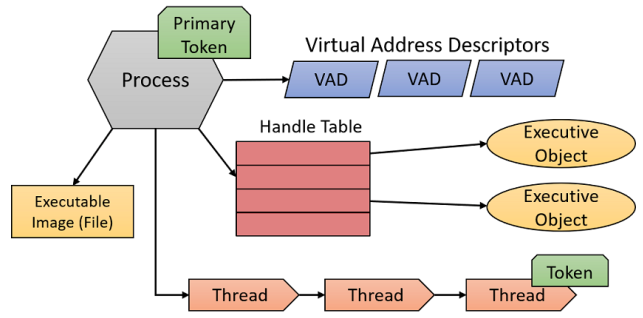 Primary
Token
Virtual Address Descriptors
Process
VAD VAD VAD
Handle Table
Executive
Object
Executable
Image (File)
Executive
Object
Token
Thread Thread Thread